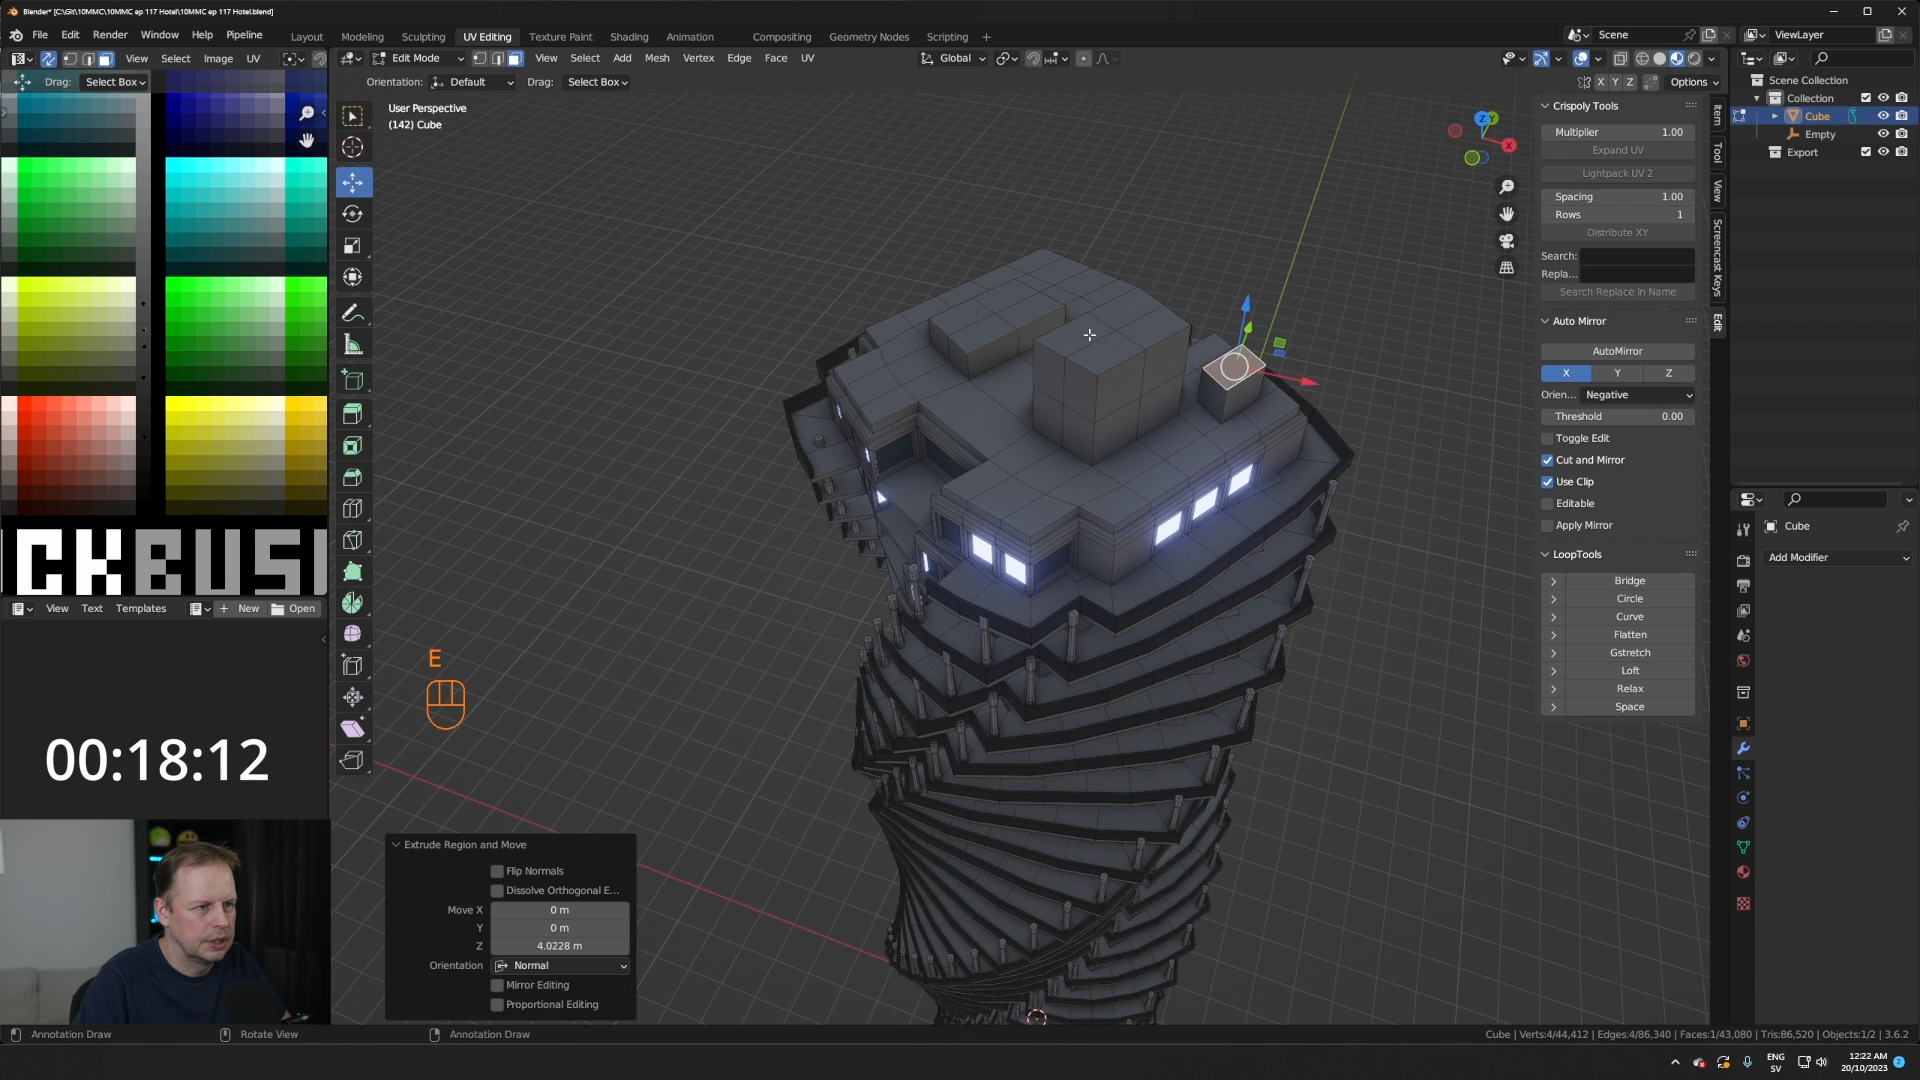 Blender* [C:\Git\10MMC\10MMC ep 117 Hotel\10MMC ep 117 Hotel.blend]
File Edit Render Window Help Pipeline
Layout Modeling Sculpting UV Editing Texture Paint Shading Animation Compositing Geometry Nodes Scripting +
Scene ViewLayer
View Select Image UV
Edit Mode View Select Add Mesh Vertex Edge Face UV Global
Drag: Select Box
Orientation: Default Drag: Select Box
X Y Z Options
User Perspective
(142) Cube
Crispoly Tools
Multiplier 1.00
Expand UV
Lightpack UV 2
Spacing 1.00
Rows 1
Distribute XY
Search:
Repla...
Search Replace In Name
Auto Mirror
AutoMirror
X Y Z
Orien... Negative
Threshold 0.00
Toggle Edit
Cut and Mirror
Use Clip
Editable
Apply Mirror
LoopTools
Bridge
Circle
Curve
Flatten
Gstretch
Loft
Relax
Space
Item
Tool
View
Screencast Keys
Edit
Scene Collection
Collection
Cube
Empty
Export
Cube
Add Modifier
Z Y X
CKBUSI
View Text Templates + New Open
00:18:12
E
Extrude Region and Move
Flip Normals
Dissolve Orthogonal E...
Move X 0 m
Y 0 m
Z 4.0228 m
Orientation Normal
Mirror Editing
Proportional Editing
Annotation Draw Rotate View Annotation Draw
Cube | Verts:4/44,412 | Edges:4/86,340 | Faces:1/43,080 | Tris:86,520 | Objects:1/2 | 3.6.2
ENG
SV
12:22 AM
20/10/2023
2